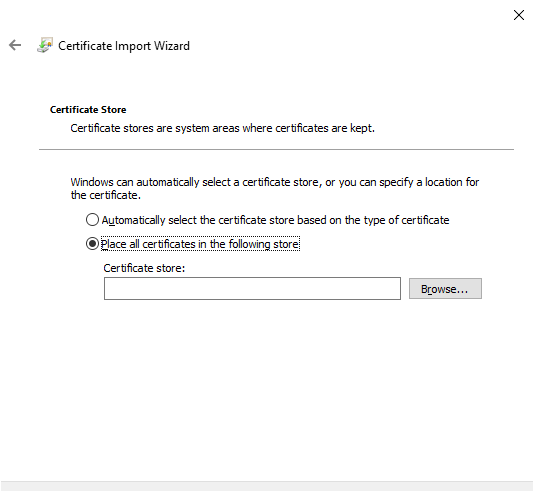 Certificate Import Wizard
Certificate Store
Certificate stores are system areas where certificates are kept.
Windows can automatically select a certificate store, or you can specify a location for
the certificate.
Automatically select the certificate store based on the type of certificate
Place all certificates in the following store
Certificate store:
Browse...